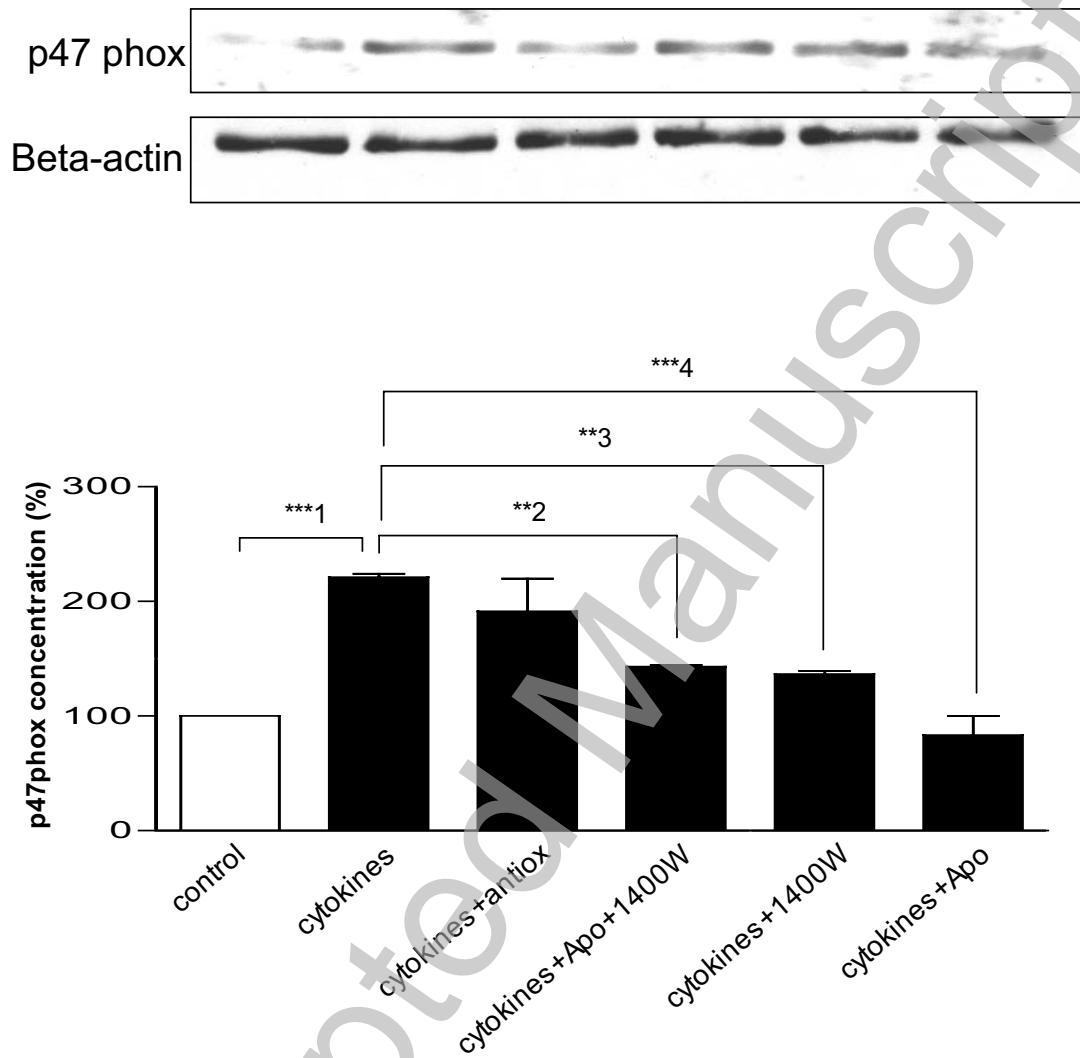 p47 phox
Beta-actin
***4
**3
***1
**2
p47phox concentration (%)
300
200
100
0
control
cytokines
cytokines+antiox
cytokines+Apo+1400W
cytokines+1400W
cytokines+Apo
pted Manuscript